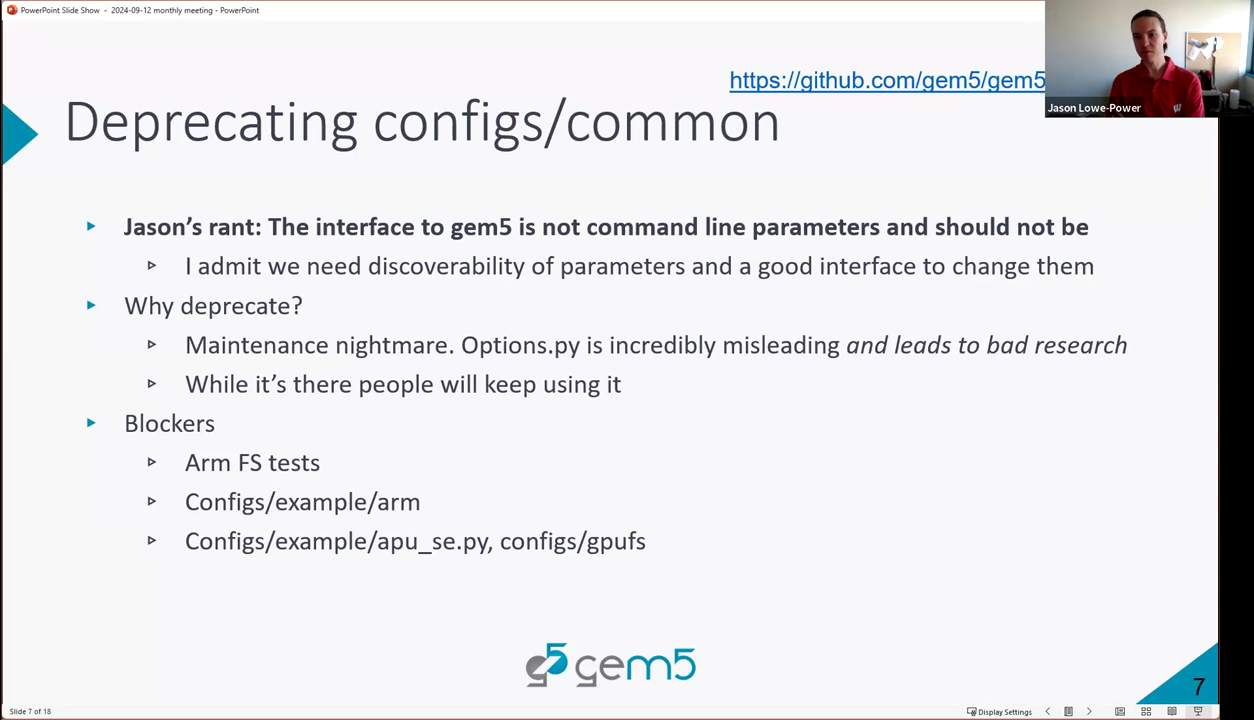 PowerPoint Slide Show - 2024-09-12 monthly meeting - PowerPoint
https://github.com/gem5/gem5
Jason Lowe-Power
Deprecating configs/common
Jason's rant: The interface to gem5 is not command line parameters and should not be
I admit we need discoverability of parameters and a good interface to change them
Why deprecate?
Maintenance nightmare. Options.py is incredibly misleading and leads to bad research
While it's there people will keep using it
Blockers
Arm FS tests
Configs/example/arm
Configs/example/apu_se.py, configs/gpufs
g5 gem5
7
Slide 7 of 18
Display Settings